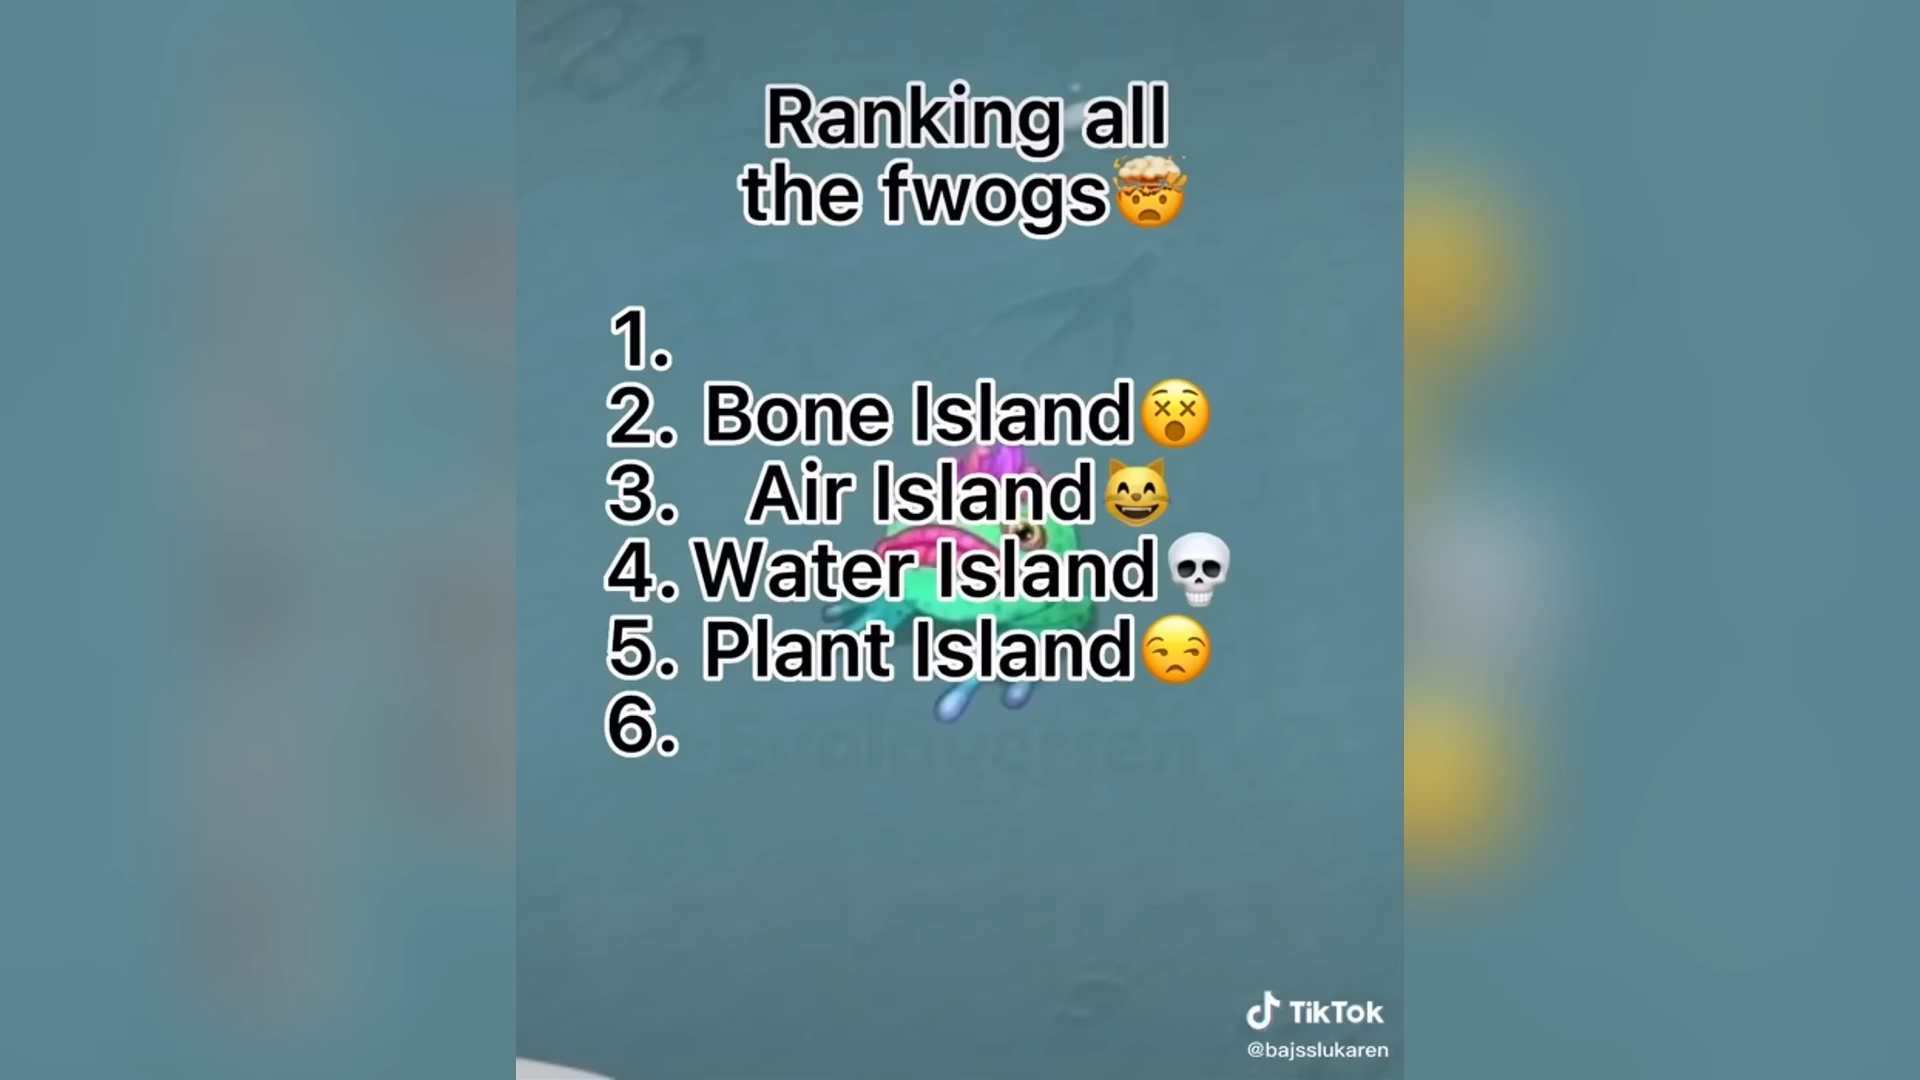 Ranking all
the fwogs🤯
1.
2. Bone Island😵
3. Air Island😸
4. Water Island💀
5. Plant Island😒
6.
TikTok
@bajsslukaren